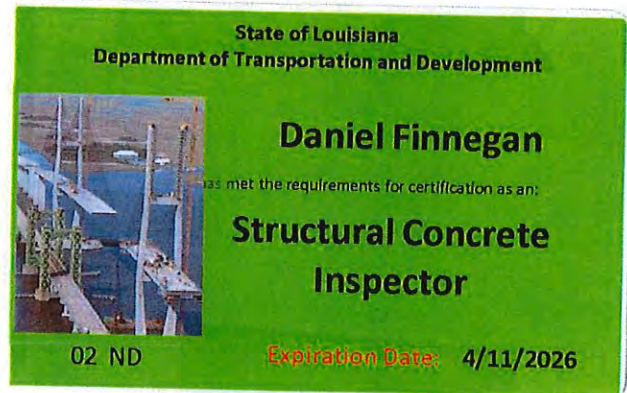 State of Louisiana
Department of Transportation and Development
Daniel Finnegan
has met the requirements for certification as an:
Structural Concrete
Inspector
02 ND
Expiration Date: 4/11/2026